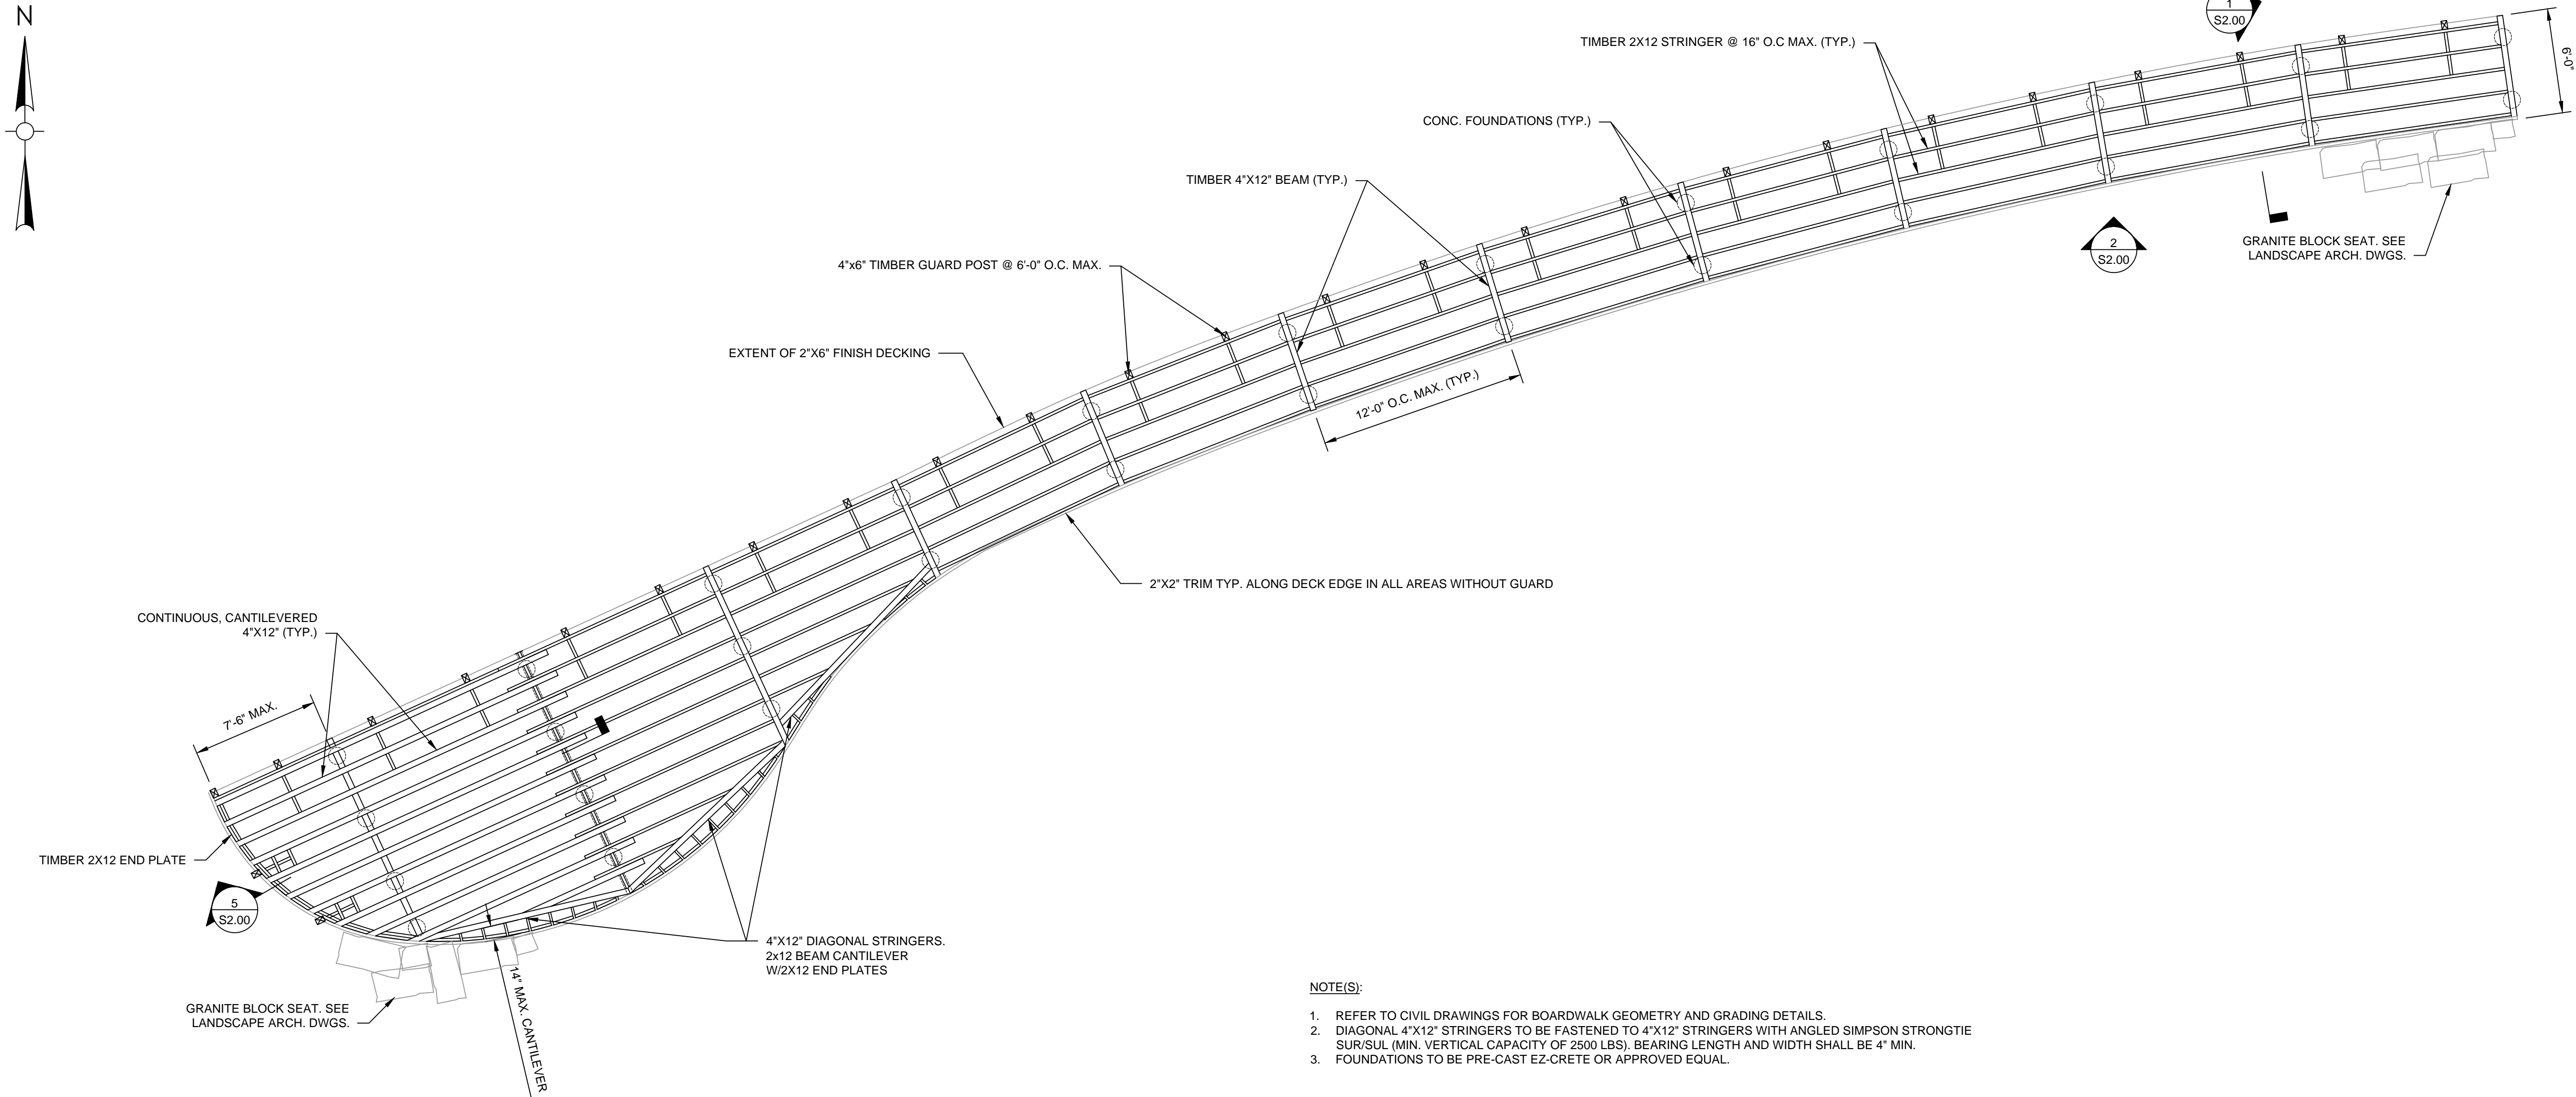 N
1
S2.00
TIMBER 2X12 STRINGER @ 16" O.C MAX. (TYP.)
6'-0"
CONC. FOUNDATIONS (TYP.)
TIMBER 4"X12" BEAM (TYP.)
2
S2.00
GRANITE BLOCK SEAT. SEE
LANDSCAPE ARCH. DWGS.
4"x6" TIMBER GUARD POST @ 6'-0" O.C. MAX.
EXTENT OF 2"X6" FINISH DECKING
12'-0" O.C. MAX. (TYP.)
2"X2" TRIM TYP. ALONG DECK EDGE IN ALL AREAS WITHOUT GUARD
CONTINUOUS, CANTILEVERED
4"X12" (TYP.)
7'-6" MAX.
TIMBER 2X12 END PLATE
5
S2.00
4"X12" DIAGONAL STRINGERS.
2x12 BEAM CANTILEVER
W/2X12 END PLATES
14" MAX. CANTILEVER
GRANITE BLOCK SEAT. SEE
LANDSCAPE ARCH. DWGS.
NOTE(S):
1. REFER TO CIVIL DRAWINGS FOR BOARDWALK GEOMETRY AND GRADING DETAILS.
2. DIAGONAL 4"X12" STRINGERS TO BE FASTENED TO 4"X12" STRINGERS WITH ANGLED SIMPSON STRONGTIE
SUR/SUL (MIN. VERTICAL CAPACITY OF 2500 LBS). BEARING LENGTH AND WIDTH SHALL BE 4" MIN.
3. FOUNDATIONS TO BE PRE-CAST EZ-CRETE OR APPROVED EQUAL.